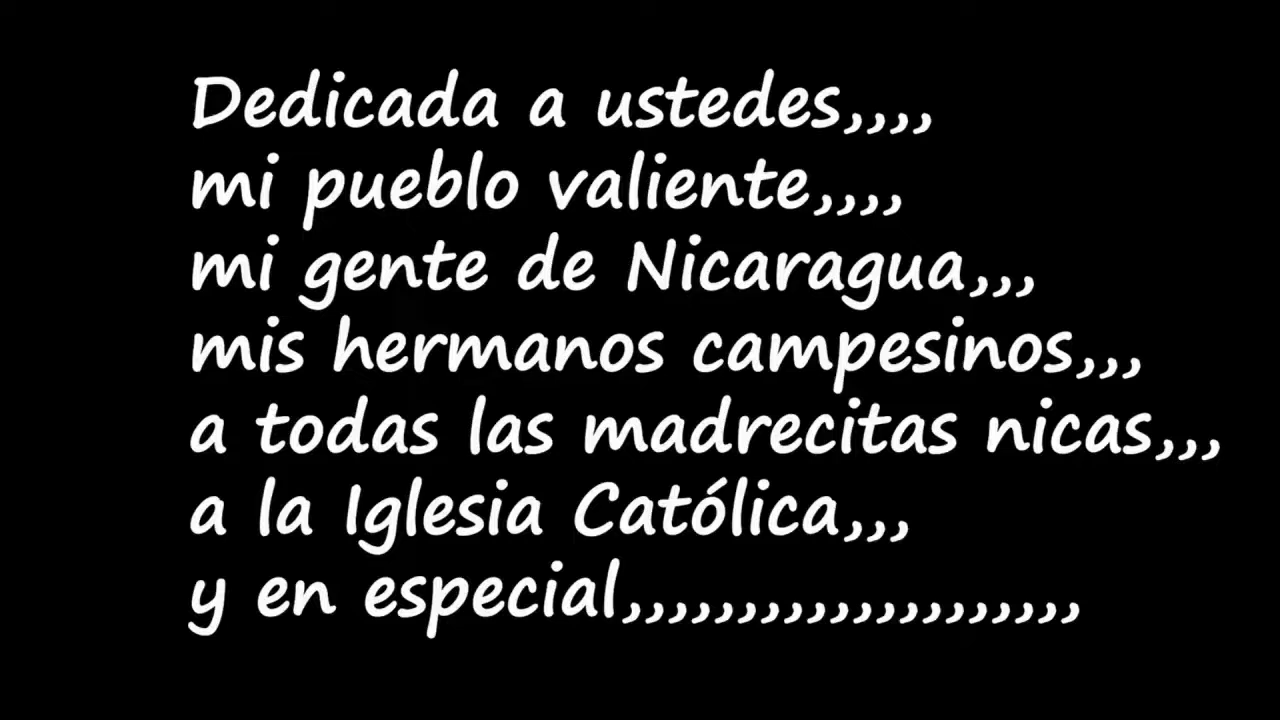 Dedicada a ustedes,,,,
mi pueblo valiente,,,,
mi gente de Nicaragua,,,
mis hermanos campesinos,,,
a todas las madrecitas nicas,,,
a la Iglesia Católica,,,
y en especial,,,,,,,,,,,,,,,,,,,,